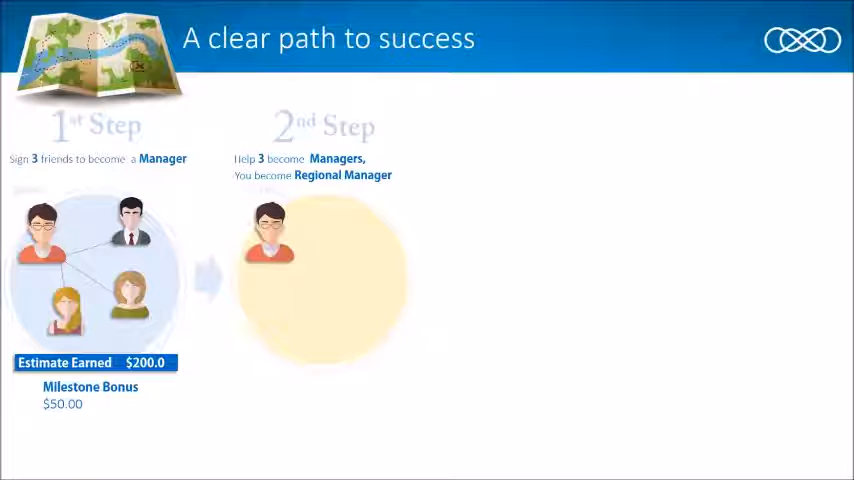 A clear path to success
1st Step
Sign 3 friends to become a Manager
Estimate Earned $200.0
Milestone Bonus
$50.00
2nd Step
Help 3 become Managers,
You become Regional Manager